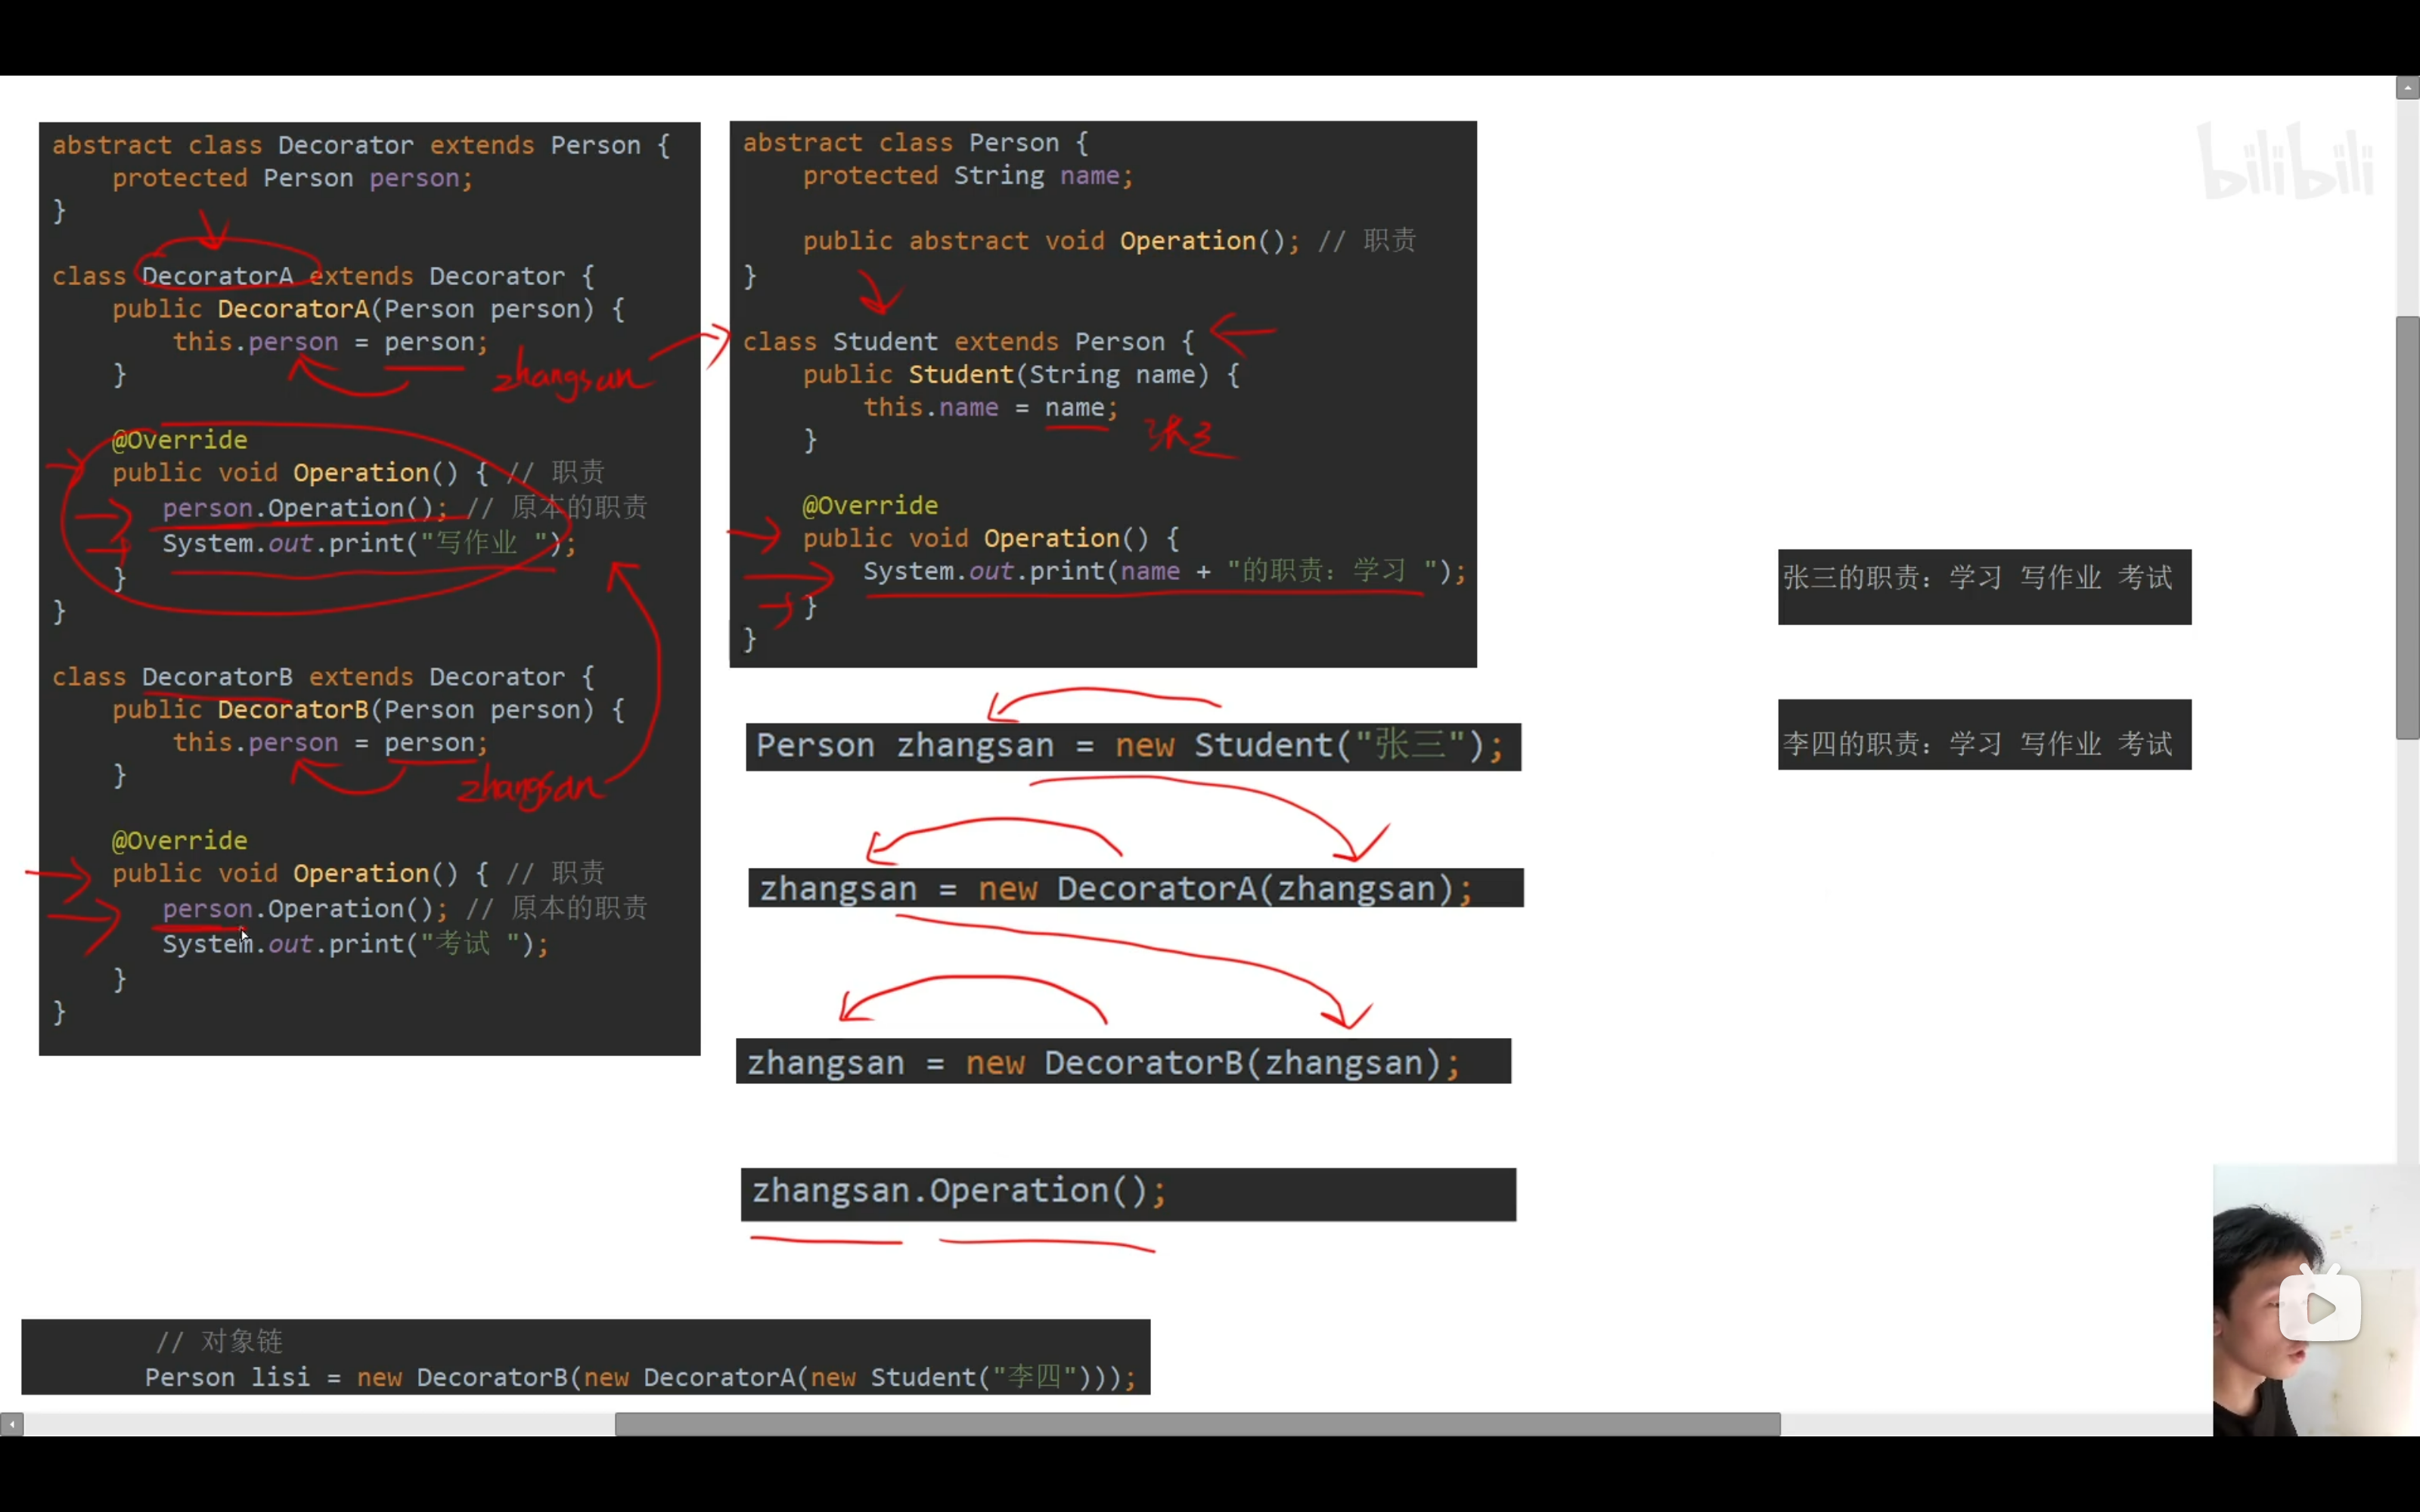 bilibili
abstract class Decorator extends Person {
protected Person person;
}
class DecoratorA extends Decorator {
public DecoratorA(Person person) {
this.person = person;
}
zhangsan
@Override
public void Operation() { // 职责
person.Operation(); // 原本的职责
System.out.print("写作业 ");
}
}
class DecoratorB extends Decorator {
public DecoratorB(Person person) {
this.person = person;
}
zhangsan
@Override
public void Operation() { // 职责
person.Operation(); // 原本的职责
System.out.print("考试 ");
}
}
abstract class Person {
protected String name;
public abstract void Operation(); // 职责
}
class Student extends Person {
public Student(String name) {
this.name = name;
张三
}
@Override
public void Operation() {
System.out.print(name + "的职责: 学习 ");
}
}
Person zhangsan = new Student("张三");
zhangsan = new DecoratorA(zhangsan);
zhangsan = new DecoratorB(zhangsan);
zhangsan.Operation();
张三的职责: 学习 写作业 考试
李四的职责: 学习 写作业 考试
// 对象链
Person lisi = new DecoratorB(new DecoratorA(new Student("李四")));